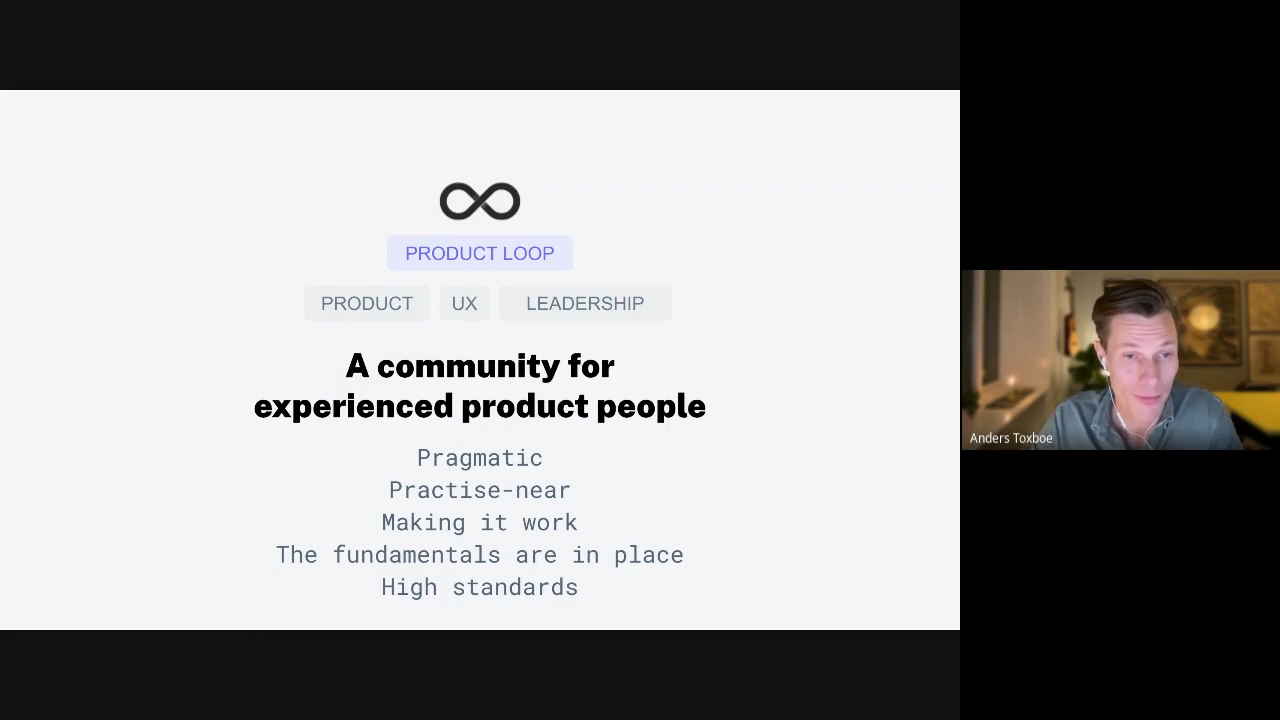 PRODUCT LOOP
PRODUCT UX LEADERSHIP
A community for
experienced product people
Pragmatic
Practise-near
Making it work
The fundamentals are in place
High standards
Anders Toxboe